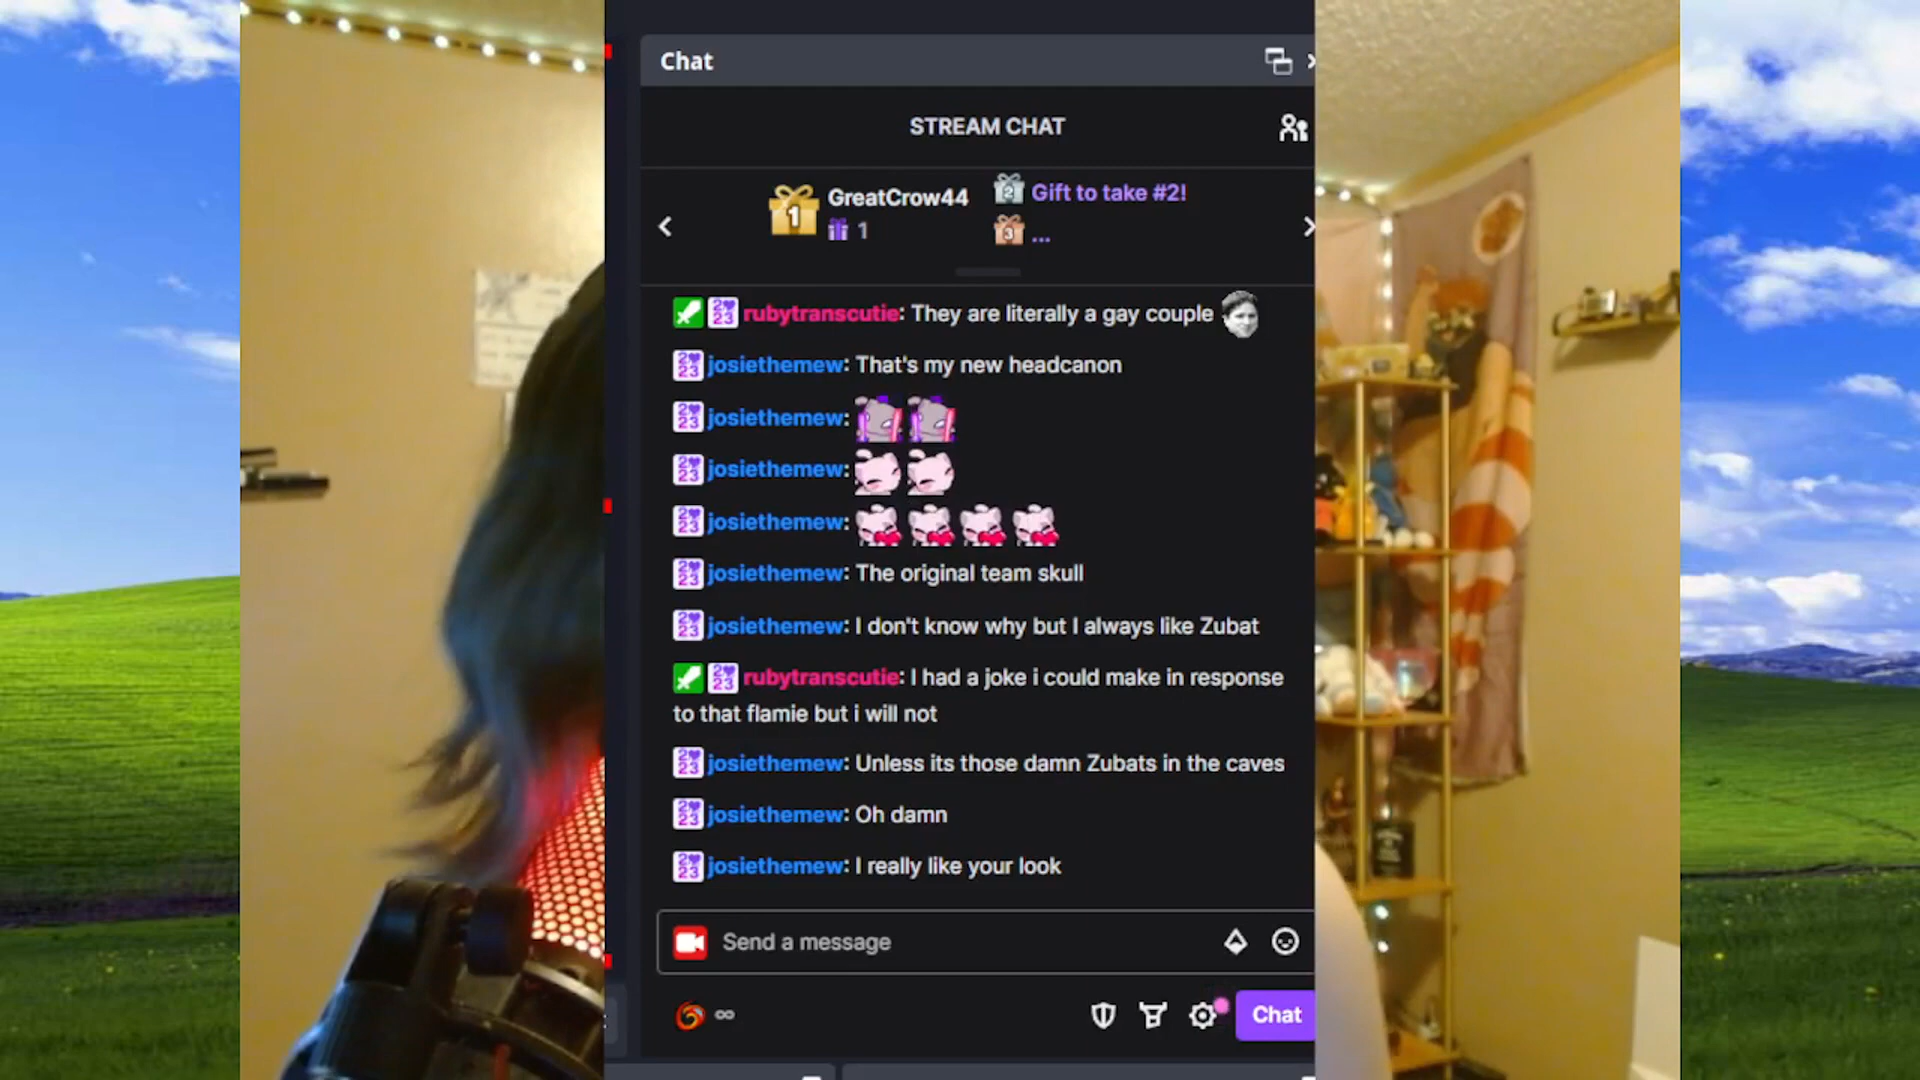 Chat
STREAM CHAT
1 GreatCrow44
1
2 Gift to take #2!
3 ...
rubytranscutie: They are literally a gay couple
josiethemew: That's my new headcanon
josiethemew:
josiethemew:
josiethemew:
josiethemew: The original team skull
josiethemew: I don't know why but I always like Zubat
rubytranscutie: I had a joke i could make in response
to that flamie but i will not
josiethemew: Unless its those damn Zubats in the caves
josiethemew: Oh damn
josiethemew: I really like your look
Send a message
∞
Chat